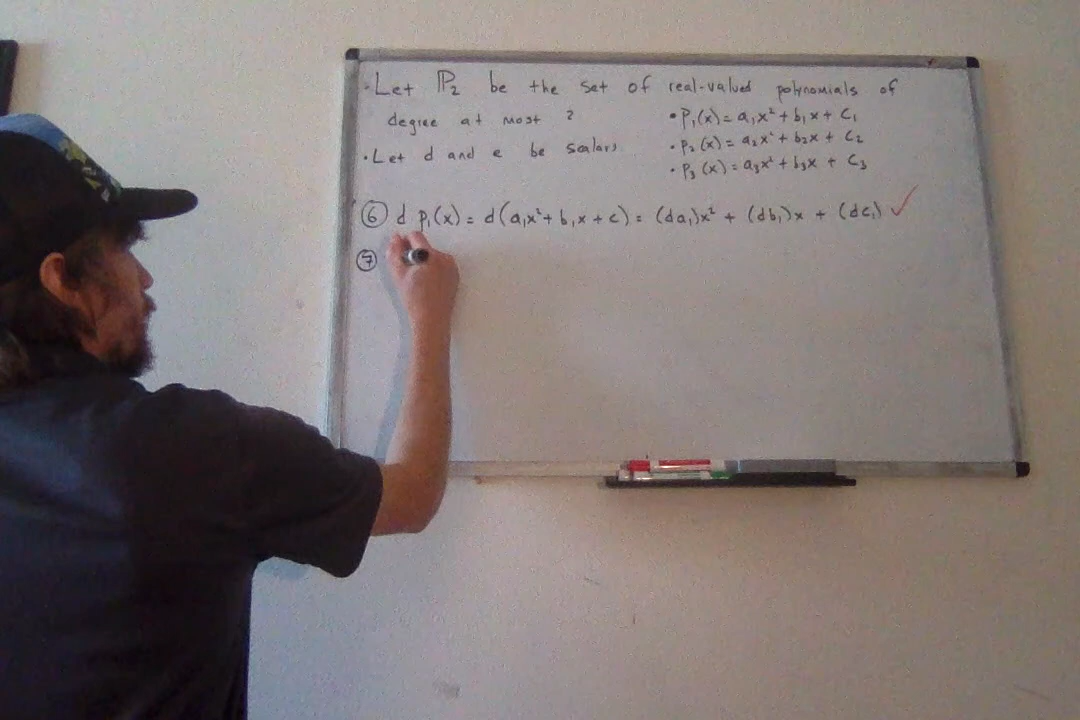 · Let ℙ₂ be the set of real-valued polynomials of
degree at most 2
· Let d and e be scalars
• p₁(x) = a₁x² + b₁x + c₁
• p₂(x) = a₂x² + b₂x + c₂
• p₃(x) = a₃x² + b₃x + c₃
⑥ d p₁(x) = d(a₁x² + b₁x + c) = (da₁)x² + (db₁)x + (dc₁) ✓
⑦